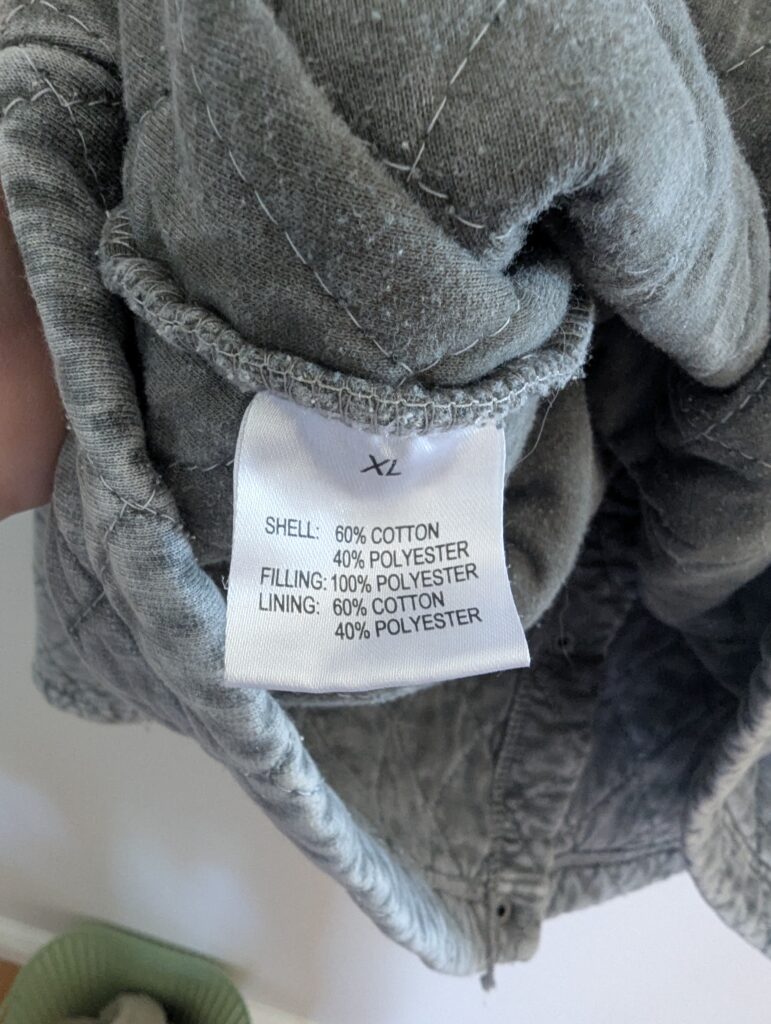 XL
SHELL: 60% COTTON
40% POLYESTER
FILLING: 100% POLYESTER
LINING: 60% COTTON
40% POLYESTER